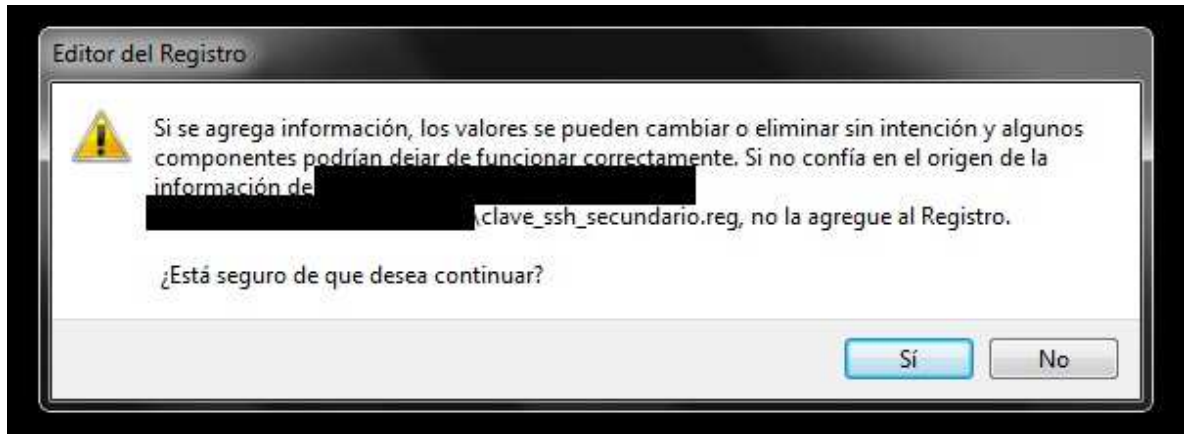 Editor del Registro
Si se agrega información, los valores se pueden cambiar o eliminar sin intención y algunos
componentes podrían dejar de funcionar correctamente. Si no confía en el origen de la
información de
\clave_ssh_secundario.reg, no la agregue al Registro.
¿Está seguro de que desea continuar?
Sí
No